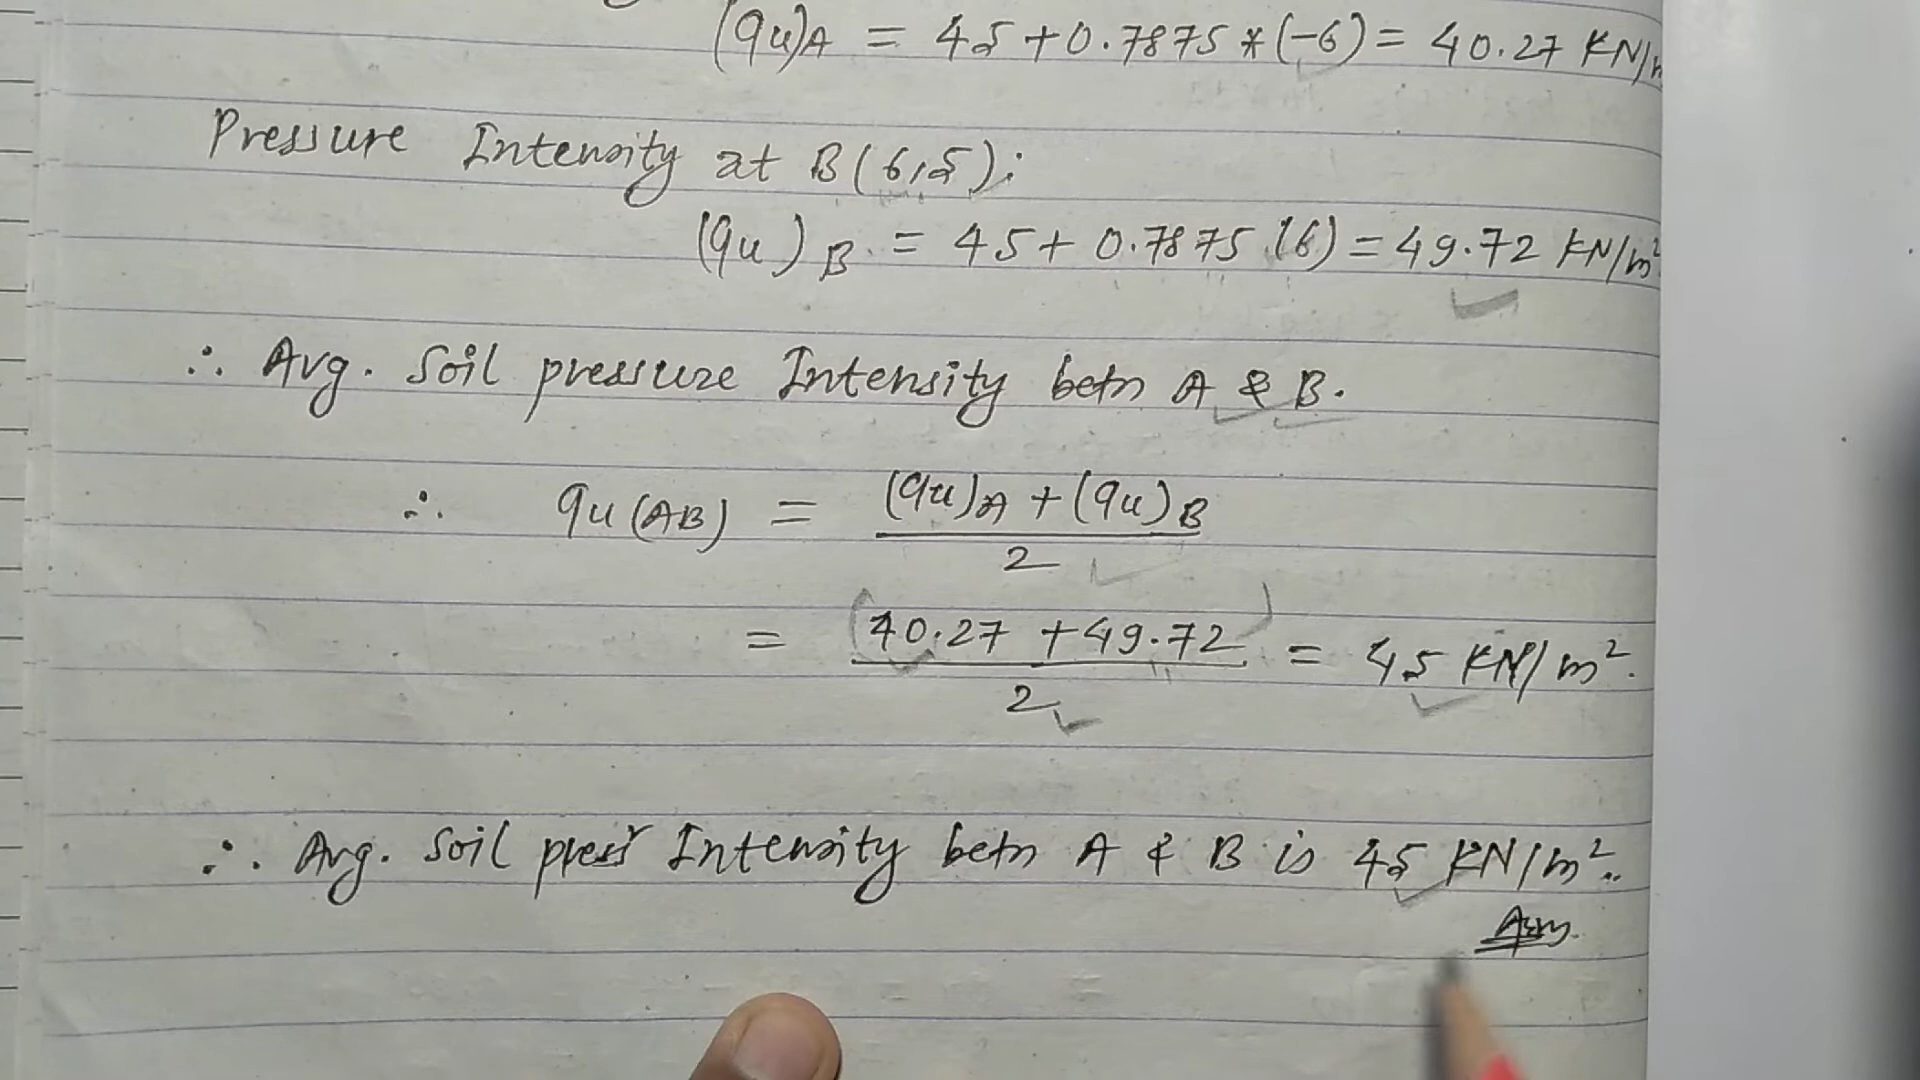 (qu)A = 45 + 0.7875 * (-6) = 40.27 KN/
Pressure Intensity at B(6,5):
(qu)B = 45 + 0.7875 (6) = 49.72 KN/m²
∴ Avg. Soil pressure Intensity betn A & B.
∴ qu(AB) = (qu)A + (qu)B
2
= (40.27 + 49.72) = 45 KN/m².
2
∴ Avg. Soil pressr Intensity betn A & B is 45 KN/m².
Ans.